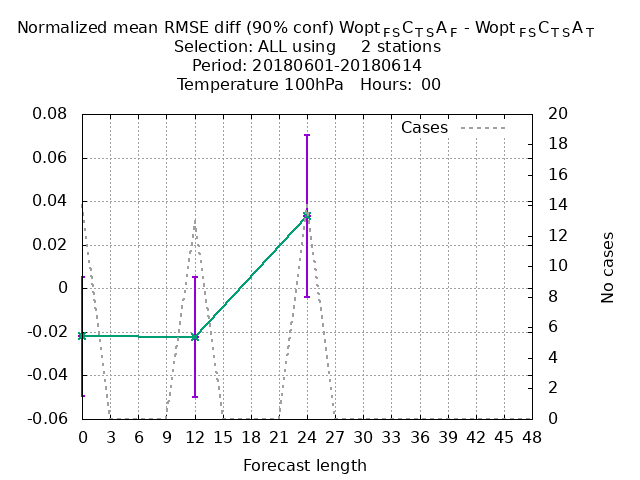 Normalized mean RMSE diff (90% conf) Wopt FS C TS A F - Wopt FS C TS A T
Selection: ALL using 2 stations
Period: 20180601-20180614
Temperature 100hPa Hours: 00
Cases
0.08
0.06
0.04
0.02
0
-0.02
-0.04
-0.06
20
18
16
14
12
10
8
6
4
2
0
No cases
0 3 6 9 12 15 18 21 24 27 30 33 36 39 42 45 48
Forecast length